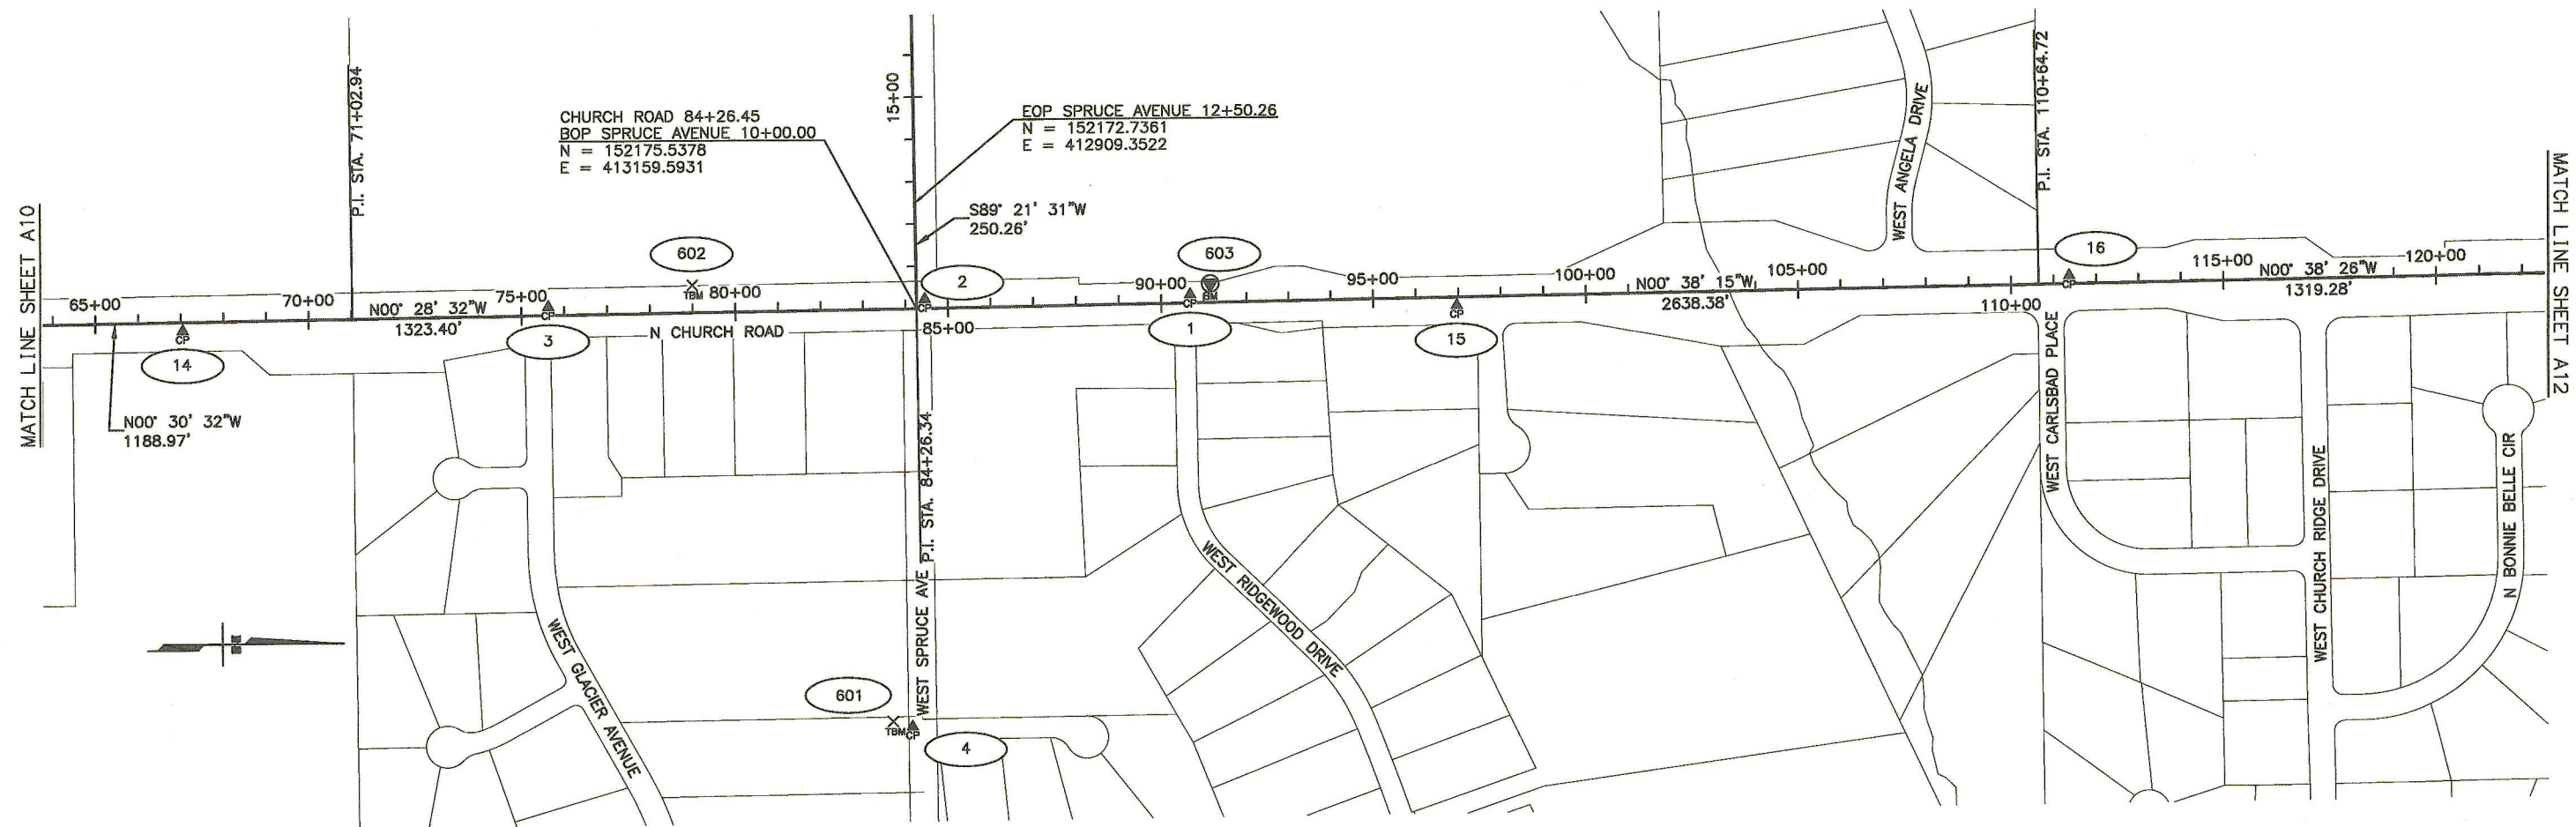 P.I. STA. 71+02.94
CHURCH ROAD 84+26.45
BOP SPRUCE AVENUE 10+00.00
N = 152175.5378
E = 413159.5931
15+00
EOP SPRUCE AVENUE 12+50.26
N = 152172.7361
E = 412909.3522
S89° 21' 31"W
250.26'
WEST ANGELA DRIVE
P.I. STA. 110+64.72
MATCH LINE SHEET A10
MATCH LINE SHEET A12
602
603
16
2
TBM
BM
CP
65+00
70+00
75+00
80+00
85+00
90+00
95+00
100+00
105+00
110+00
115+00
120+00
N00° 28' 32"W
1323.40'
N00° 38' 15"W
2638.38'
N00° 38' 26"W
1319.28'
CP
CP
CP
CP
CP
N CHURCH ROAD
14
3
1
15
N00° 30' 32"W
1188.97'
P.I. STA. 84+26.34
WEST SPRUCE AVE
WEST CARLSBAD PLACE
WEST CHURCH RIDGE DRIVE
N BONNIE BELLE CIR
WEST RIDGEWOOD DRIVE
WEST GLACIER AVENUE
601
TBM
CP
4